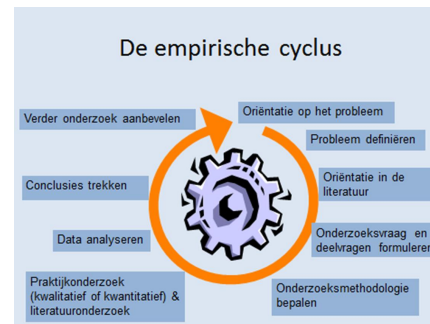 De empirische cyclus
Oriëntatie op het probleem
Probleem definiëren
Oriëntatie in de
literatuur
Onderzoeksvraag en
deelvragen formuleren
Onderzoeksmethodologie
bepalen
Praktijkonderzoek
(kwalitatief of kwantitatief) &
literatuuronderzoek
Data analyseren
Conclusies trekken
Verder onderzoek aanbevelen